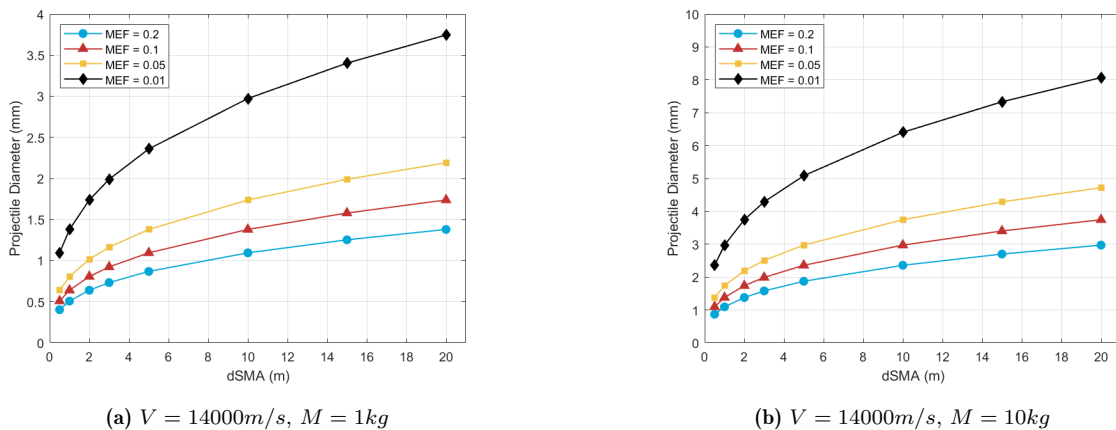 4
3.5
3
2.5
2
1.5
1
0.5
0
Projectile Diameter (mm)
MEF = 0.2
MEF = 0.1
MEF = 0.05
MEF = 0.01
0 2 4 6 8 10 12 14 16 18 20
dSMA (m)
(a) V = 14000m/s, M = 1kg
10
9
8
7
6
5
4
3
2
1
0
Projectile Diameter (mm)
MEF = 0.2
MEF = 0.1
MEF = 0.05
MEF = 0.01
0 2 4 6 8 10 12 14 16 18 20
dSMA (m)
(b) V = 14000m/s, M = 10kg